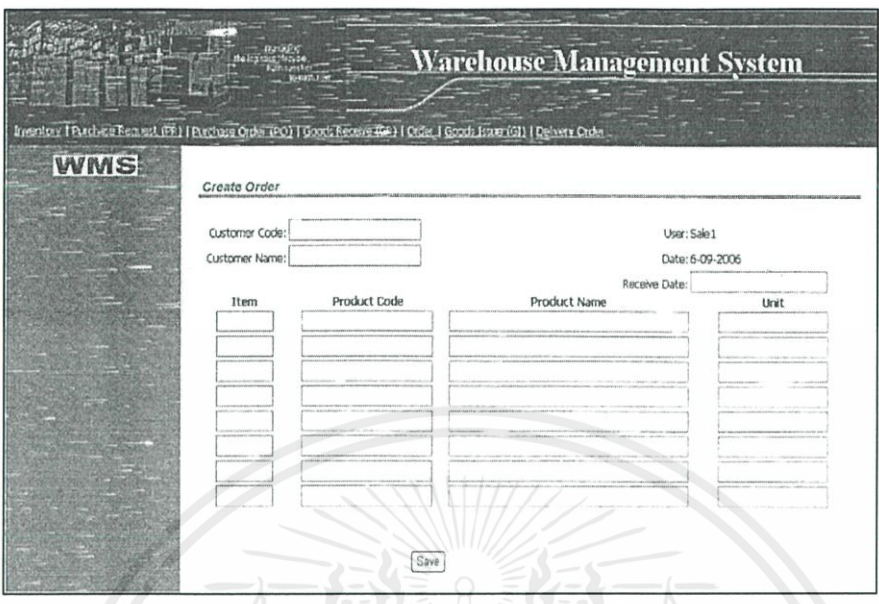 Warehouse Management System
Inventory | Purchase Request (PR) | Purchase Order (PO) | Goods Receive (GR) | Order | Goods Issue (GI) | Delivery Order
WMS
Create Order
Customer Code:
User: Sale1
Customer Name:
Date: 6-09-2006
Receive Date:
Item Product Code Product Name Unit
Save